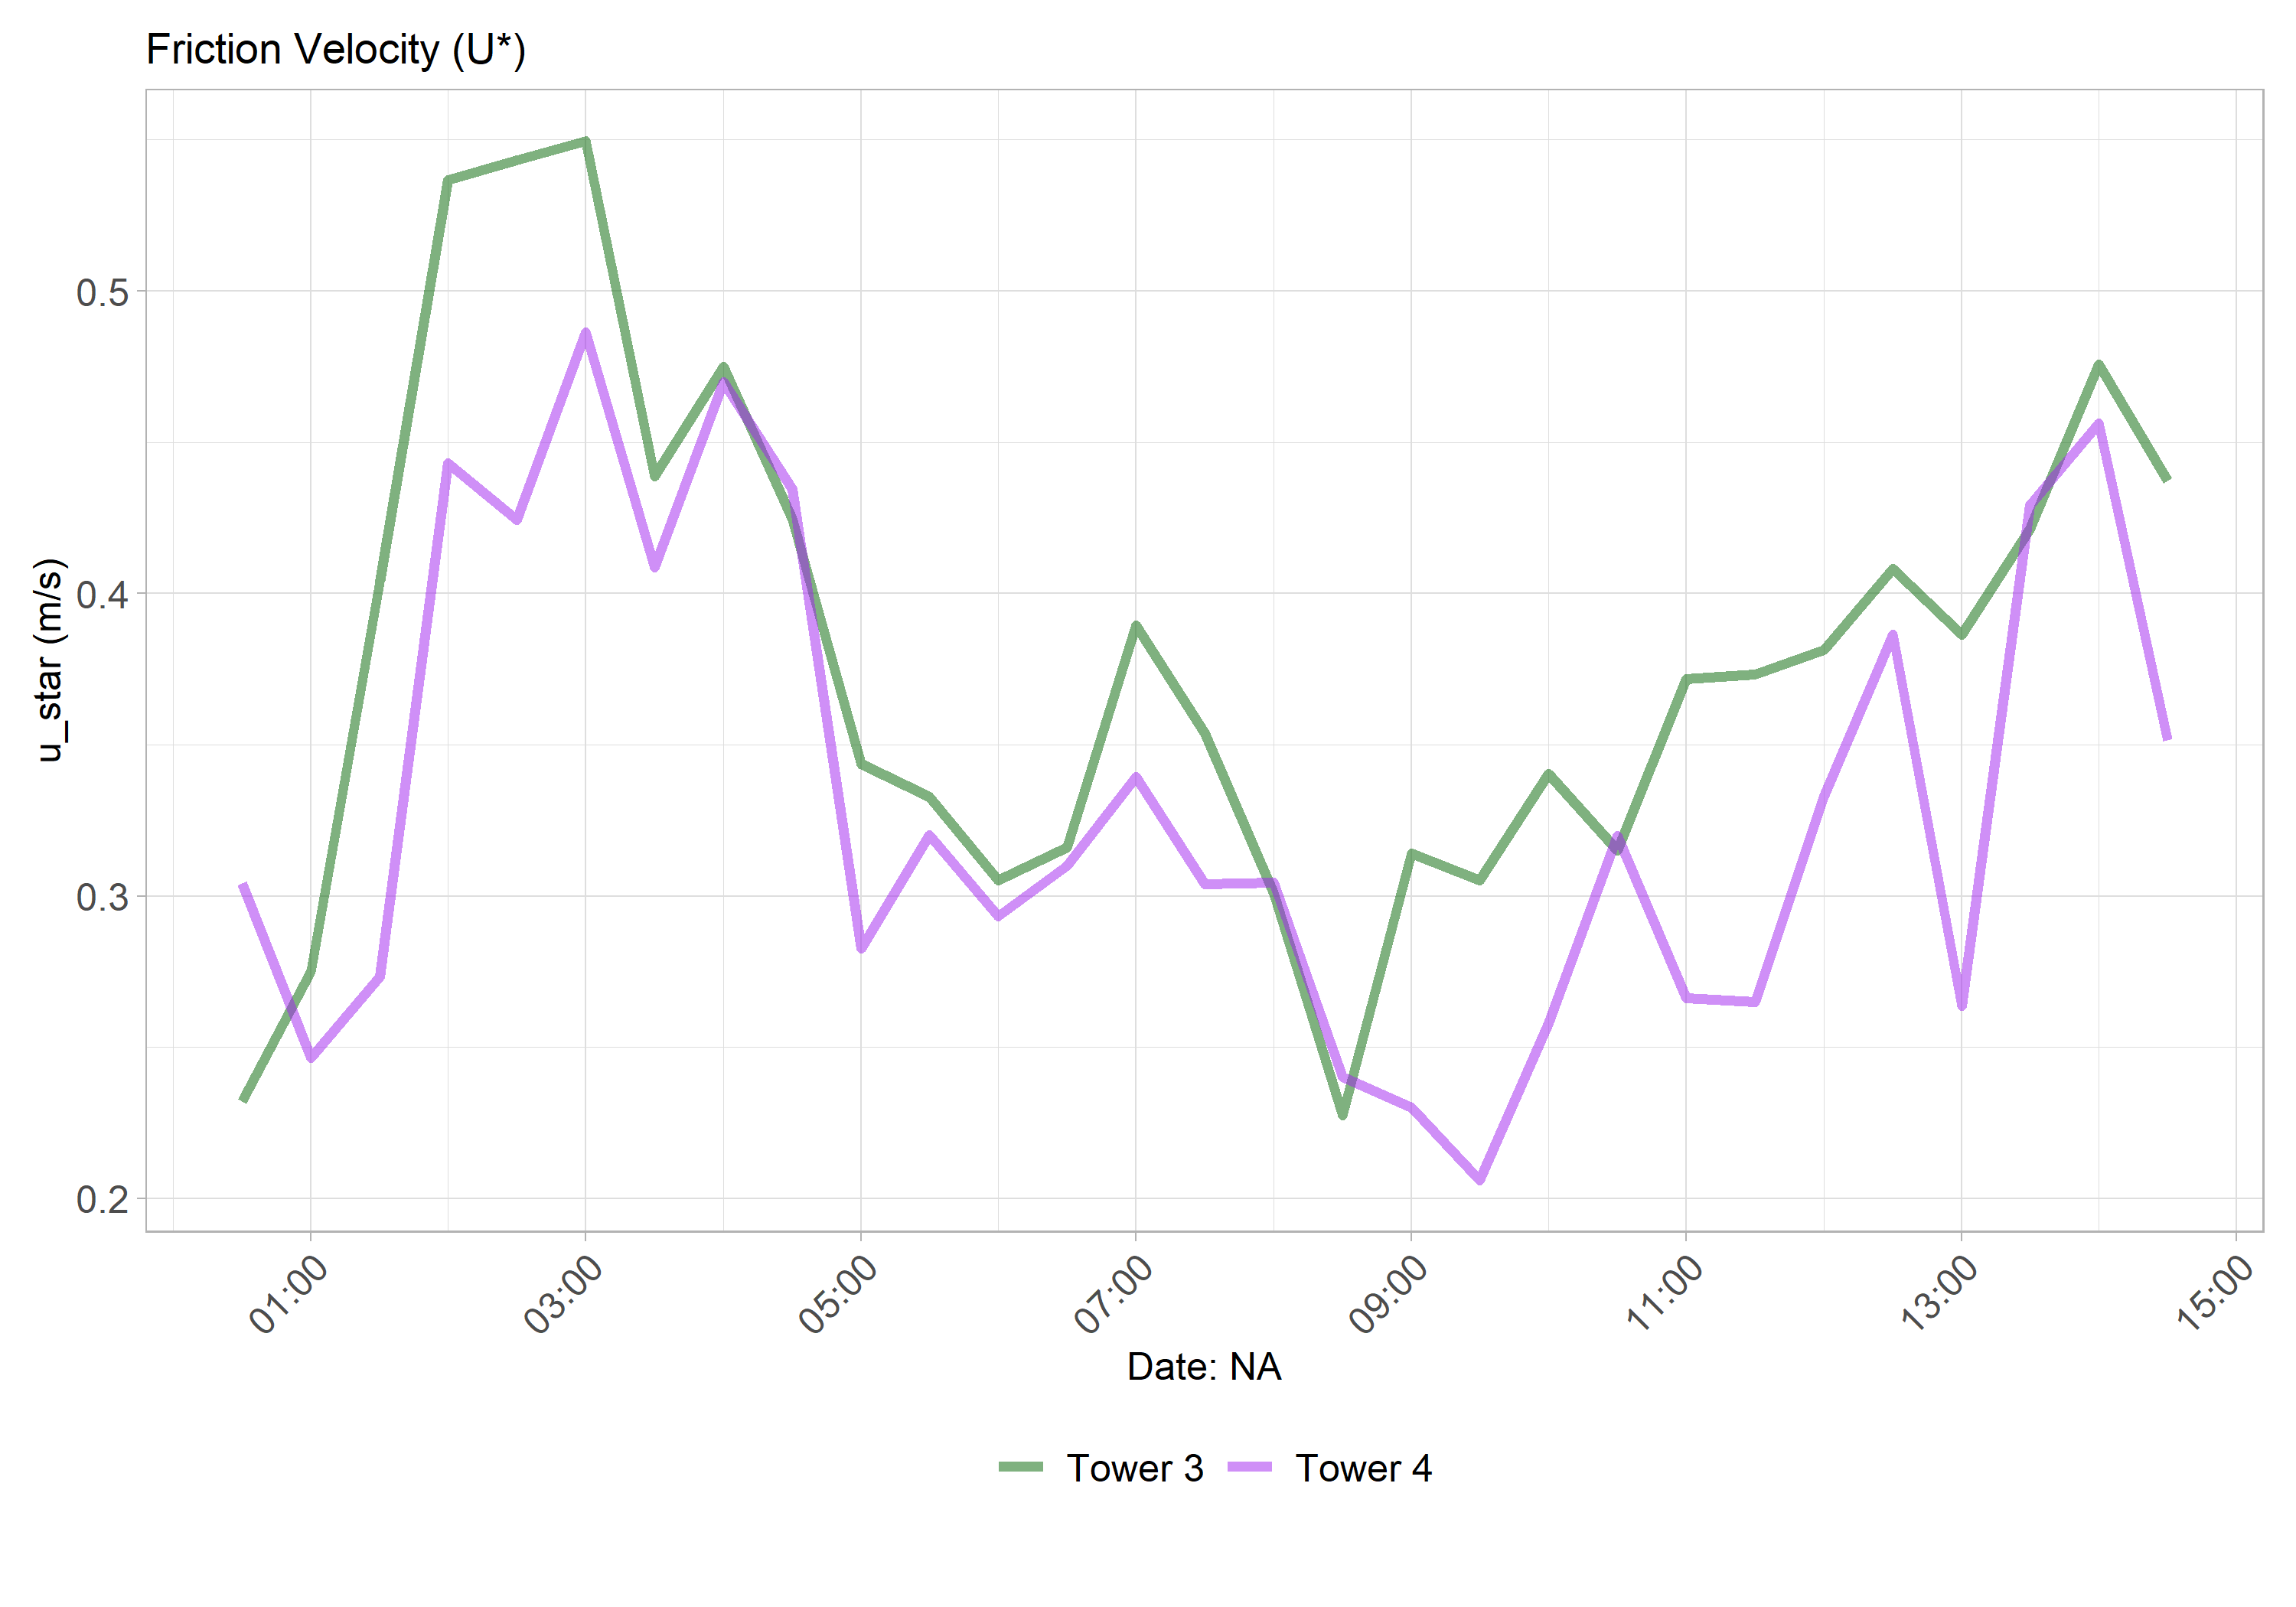 Friction Velocity (U*)
u_star (m/s)
0.5
0.4
0.3
0.2
01:00 03:00 05:00 07:00 09:00 11:00 13:00 15:00
Date: NA
Tower 3 Tower 4